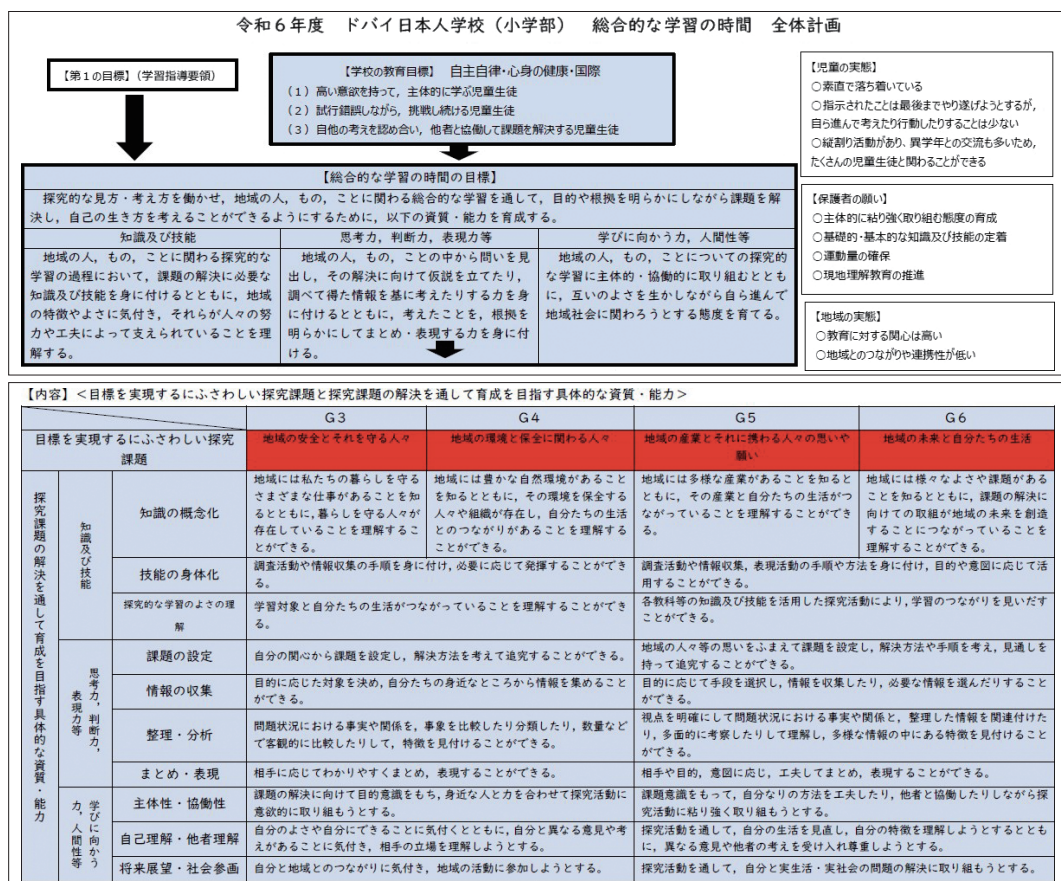 令和６年度　ドバイ日本人学校（小学部）　総合的な学習の時間　全体計画
【第１の目標】（学習指導要領）
【学校の教育目標】　自主自律・心身の健康・国際
（１）高い意欲を持って，主体的に学ぶ児童生徒
（２）試行錯誤しながら，挑戦し続ける児童生徒
（３）自他の考えを認め合い，他者と協働して課題を解決する児童生徒
【児童の実態】
○素直で落ち着いている
○指示されたことは最後までやり遂げようとするが，
自ら進んで考えたり行動したりすることは少ない
○縦割り活動があり、異学年との交流も多いため，
たくさんの児童生徒と関わることができる
【総合的な学習の時間の目標】
探究的な見方・考え方を働かせ，地域の人，もの，ことに関わる総合的な学習を通して，目的や根拠を明らかにしながら課題を解
決し，自己の生き方を考えることができるようにするために，以下の資質・能力を育成する。
知識及び技能
地域の人，もの，ことに関わる探究的
な学習の過程において，課題の解決に必要な
知識及び技能を身に付けるとともに，地域
の特徴やよさに気付き，それらが人々の努
力や工夫によって支えられていることを理
解する。
思考力，判断力，表現力等
地域の人，もの，ことの中から問いを見
出し，その解決に向けて仮説を立てたり，
調べて得た情報を基に考えたりする力を身
に付けるとともに，考えたことを，根拠を
明らかにしてまとめ・表現する力を身に付
ける。
学びに向かう力，人間性等
地域の人，もの，ことについての探究的
な学習に主体的・協働的に取り組むととも
に，互いのよさを生かしながら自ら進んで
地域社会に関わろうとする態度を育てる。
【保護者の願い】
○主体的に粘り強く取り組む態度の育成
○基礎的・基本的な知識及び技能の定着
○運動量の確保
○現地理解教育の推進
【地域の実態】
○教育に対する関心は高い
○地域とのつながりや連携性が低い
【内容】＜目標を実現するにふさわしい探究課題と探究課題の解決を通して育成を目指す具体的な資質・能力＞
Ｇ３
Ｇ４
Ｇ５
Ｇ６
目標を実現するにふさわしい探究
課題
地域の安全とそれを守る人々
地域の環境と保全に関わる人々
地域の産業とそれに携わる人々の思いや
願い
地域の未来と自分たちの生活
探究課題の解決を通して育成を目指す具体的な資質・能力
知識及び技能
知識の概念化
地域には私たちの暮らしを守る
さまざまな仕事があることを知
るとともに，暮らしを守る人々が
存在していることを理解するこ
とができる。
地域には豊かな自然環境があること
を知るとともに，その環境を保全する
人々や組織が存在し，自分たちの生活
とのつながりがあることを理解する
ことができる。
地域には多様な産業があることを知ると
ともに，その産業と自分たちの生活がつ
ながっていることを理解することができ
る。
地域には様々なよさや課題が
あることを知るとともに，課題の解決に
向けての取組が地域の未来を創造
することにつながっていることを
理解することができる。
技能の身体化
調査活動や情報収集の手順を身に付け，必要に応じて発揮することができ
る。
調査活動や情報収集，表現活動の手順や方法を身に付け，目的や意図に応じて活
用することができる。
探究的な学習のよさの理
解
学習対象と自分たちの生活がつながっていることを理解することができ
る。
各教科等の知識及び技能を活用した探究活動により，学習のつながりを見いだす
ことができる。
思考力，判断力，
表現力等
課題の設定
自分の関心から課題を設定し，解決方法を考えて追究することができる。
地域の人々等の思いをふまえて課題を設定し，解決方法や手順を考え，見通し
を持って追究することができる。
情報の収集
目的に応じた対象を決め，自分たちの身近なところから情報を集めること
ができる。
目的に応じて手段を選択し，情報を収集したり，必要な情報を選んだりすること
ができる。
整理・分析
問題状況における事実や関係を，事象を比較したり分類したり，数量など
で客観的に比較したりして，特徴を見付けることができる。
視点を明確にして問題状況における事実や関係と，整理した情報を関連付けた
り，多面的に考察したりして理解し，多様な情報の中にある特徴を見付けること
ができる。
まとめ・表現
相手に応じてわかりやすくまとめ，表現することができる。
相手や目的，意図に応じ，工夫してまとめ，表現することができる。
学びに向かう
力，人間性等
主体性・協働性
課題の解決に向けて目的意識をもち，身近な人と力を合わせて探究活動に
意欲的に取り組もうとする。
課題意識をもって，自分なりの方法を工夫したり，他者と協働したりしながら探
究活動に粘り強く取り組もうとする。
自己理解・他者理解
自分のよさや自分にできることに気付くとともに，自分と異なる意見や考
えがあることに気付き，相手の立場を理解しようとする。
探究活動を通して，自分の生活を見直し，自分の特徴を理解しようとするととも
に，異なる意見や他者の考えを受け入れ尊重しようとする。
将来展望・社会参画
自分と地域とのつながりに気付き，地域の活動に参加しようとする。
探究活動を通して，自分と実生活・実社会の問題の解決に取り組もうとする。